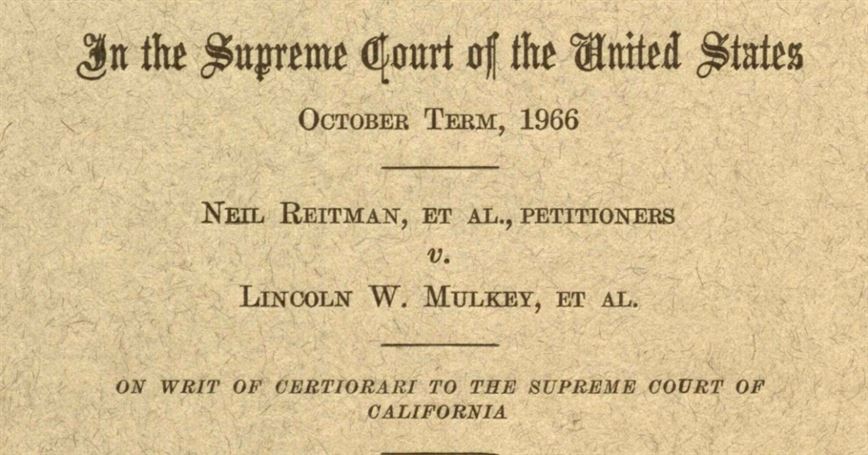 In the Supreme Court of the United States
October Term, 1966
Neil Reitman, et al., petitioners
v.
Lincoln W. Mulkey, et al.
ON WRIT OF CERTIORARI TO THE SUPREME COURT OF
CALIFORNIA